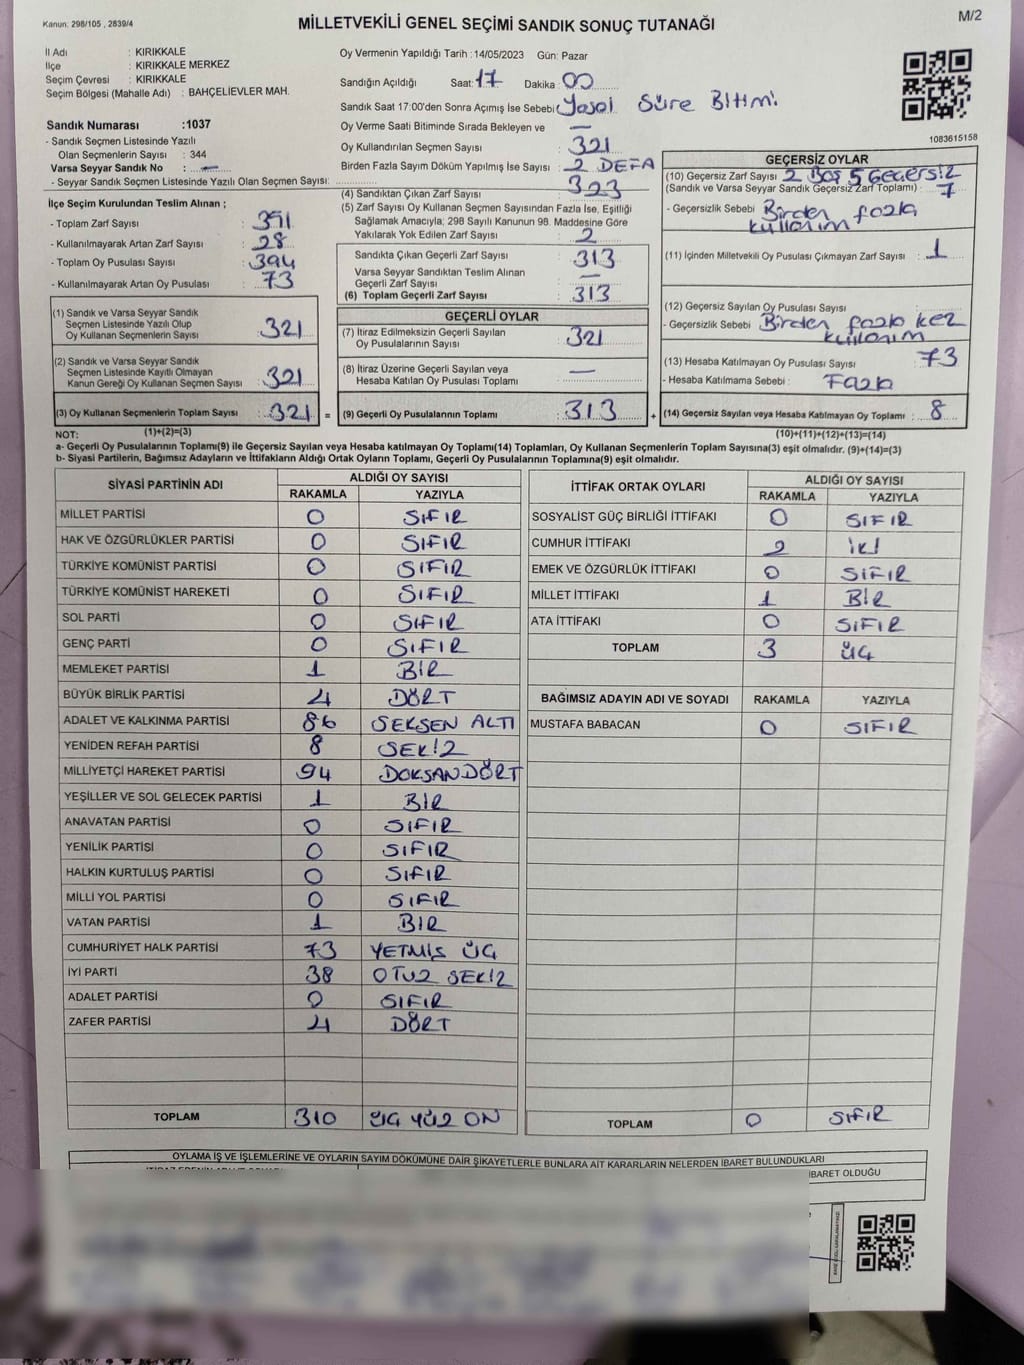 Kanun: 298/105 , 2839/4
MİLLETVEKİLİ GENEL SEÇİMİ SANDIK SONUÇ TUTANAĞI
M/2
İl Adı : KIRIKKALE
İlçe : KIRIKKALE MERKEZ
Seçim Çevresi : KIRIKKALE
Seçim Bölgesi (Mahalle Adı) : BAHÇELİEVLER MAH.
Oy Vermenin Yapıldığı Tarih :14/05/2023 Gün: Pazar
Sandığın Açıldığı Saat: 17 Dakika : 00
Sandık Saat 17:00'den Sonra Açımış İse Sebebi Yasal Süre Bitimi
Sandık Numarası :1037
- Sandık Seçmen Listesinde Yazılı
Olan Seçmenlerin Sayısı : 344
Varsa Seyyar Sandık No : —
- Seyyar Sandık Seçmen Listesinde Yazılı Olan Seçmen Sayısı:
Oy Verme Saati Bitiminde Sırada Bekleyen ve —
Oy Kullandırılan Seçmen Sayısı : 321
Birden Fazla Sayım Döküm Yapılmış İse Sayısı : 2 DEFA
(4) Sandıktan Çıkan Zarf Sayısı 323
(5) Zarf Sayısı Oy Kullanan Seçmen Sayısından Fazla İse, Eşitliği
Sağlamak Amacıyla; 298 Sayılı Kanunun 98. Maddesine Göre
Yakılarak Yok Edilen Zarf Sayısı : 2
1083615158
İlçe Seçim Kurulundan Teslim Alınan ;
- Toplam Zarf Sayısı : 391
- Kullanılmayarak Artan Zarf Sayısı : 28
- Toplam Oy Pusulası Sayısı : 394
- Kullanılmayarak Artan Oy Pusulası : 73
Sandıkta Çıkan Geçerli Zarf Sayısı : 313
Varsa Seyyar Sandıktan Teslim Alınan
Geçerli Zarf Sayısı : —
(6) Toplam Geçerli Zarf Sayısı : 313
GEÇERSİZ OYLAR
(10) Geçersiz Zarf Sayısı 2 Boş 5 Geçersiz
(Sandık ve Varsa Seyyar Sandık Geçersiz Zarf Toplamı) : 7
- Geçersizlik Sebebi Birden fazla
kullanım
(11) İçinden Milletvekili Oy Pusulası Çıkmayan Zarf Sayısı : 1
(12) Geçersiz Sayılan Oy Pusulası Sayısı :
- Geçersizlik Sebebi Birden fazla kez
kullanım
(13) Hesaba Katılmayan Oy Pusulası Sayısı : 73
- Hesaba Katılmama Sebebi : Fazla
(1) Sandık ve Varsa Seyyar Sandık
Seçmen Listesinde Yazılı Olup
Oy Kullanan Seçmenlerin Sayısı : 321
(2) Sandık ve Varsa Seyyar Sandık
Seçmen Listesinde Kayıtlı Olmayan
Kanun Gereği Oy Kullanan Seçmen Sayısı : 321
GEÇERLİ OYLAR
(7) İtiraz Edilmeksizin Geçerli Sayılan
Oy Pusulalarının Sayısı : 321
(8) İtiraz Üzerine Geçerli Sayılan veya
Hesaba Katılan Oy Pusulası Toplamı : —
(3) Oy Kullanan Seçmenlerin Toplam Sayısı : 321 = (9) Geçerli Oy Pusulalarının Toplamı : 313 + (14) Geçersiz Sayılan veya Hesaba Katılmayan Oy Toplamı : 8
(1)+(2)=(3)
(10)+(11)+(12)+(13)=(14)
NOT:
a- Geçerli Oy Pusulalarının Toplamı(9) ile Geçersiz Sayılan veya Hesaba katılmayan Oy Toplamı(14) Toplamları, Oy Kullanan Seçmenlerin Toplam Sayısına(3) eşit olmalıdır. (9)+(14)=(3)
b- Siyasi Partilerin, Bağımsız Adayların ve İttifakların Aldığı Ortak Oyların Toplamı, Geçerli Oy Pusulalarının Toplamına(9) eşit olmalıdır.
SİYASİ PARTİNİN ADI ALDIĞI OY SAYISI
RAKAMLA YAZIYLA
MİLLET PARTİSİ 0 SIFIR
HAK VE ÖZGÜRLÜKLER PARTİSİ 0 SIFIR
TÜRKİYE KOMÜNİST PARTİSİ 0 SIFIR
TÜRKİYE KOMÜNİST HAREKETİ 0 SIFIR
SOL PARTİ 0 SIFIR
GENÇ PARTİ 0 SIFIR
MEMLEKET PARTİSİ 1 BİR
BÜYÜK BİRLİK PARTİSİ 4 DÖRT
ADALET VE KALKINMA PARTİSİ 86 SEKSEN ALTI
YENİDEN REFAH PARTİSİ 8 SEKİZ
MİLLİYETÇİ HAREKET PARTİSİ 94 DOKSANDÖRT
YEŞİLLER VE SOL GELECEK PARTİSİ 1 BİR
ANAVATAN PARTİSİ 0 SIFIR
YENİLİK PARTİSİ 0 SIFIR
HALKIN KURTULUŞ PARTİSİ 0 SIFIR
MİLLİ YOL PARTİSİ 0 SIFIR
VATAN PARTİSİ 1 BİR
CUMHURİYET HALK PARTİSİ 73 YETMİŞ ÜÇ
İYİ PARTİ 38 OTUZ SEKİZ
ADALET PARTİSİ 0 SIFIR
ZAFER PARTİSİ 4 DÖRT
TOPLAM 310 ÜÇ YÜZ ON
İTTİFAK ORTAK OYLARI ALDIĞI OY SAYISI
RAKAMLA YAZIYLA
SOSYALİST GÜÇ BİRLİĞİ İTTİFAKI 0 SIFIR
CUMHUR İTTİFAKI 2 İKİ
EMEK VE ÖZGÜRLÜK İTTİFAKI 0 SIFIR
MİLLET İTTİFAKI 1 BİR
ATA İTTİFAKI 0 SIFIR
TOPLAM 3 ÜÇ
BAĞIMSIZ ADAYIN ADI VE SOYADI RAKAMLA YAZIYLA
MUSTAFA BABACAN 0 SIFIR
TOPLAM 0 SIFIR
OYLAMA İŞ VE İŞLEMLERİNE VE OYLARIN SAYIM DÖKÜMÜNE DAİR ŞİKAYETLERLE BUNLARA AİT KARARLARIN NELERDEN İBARET BULUNDUKLARI
İBARET OLDUĞU